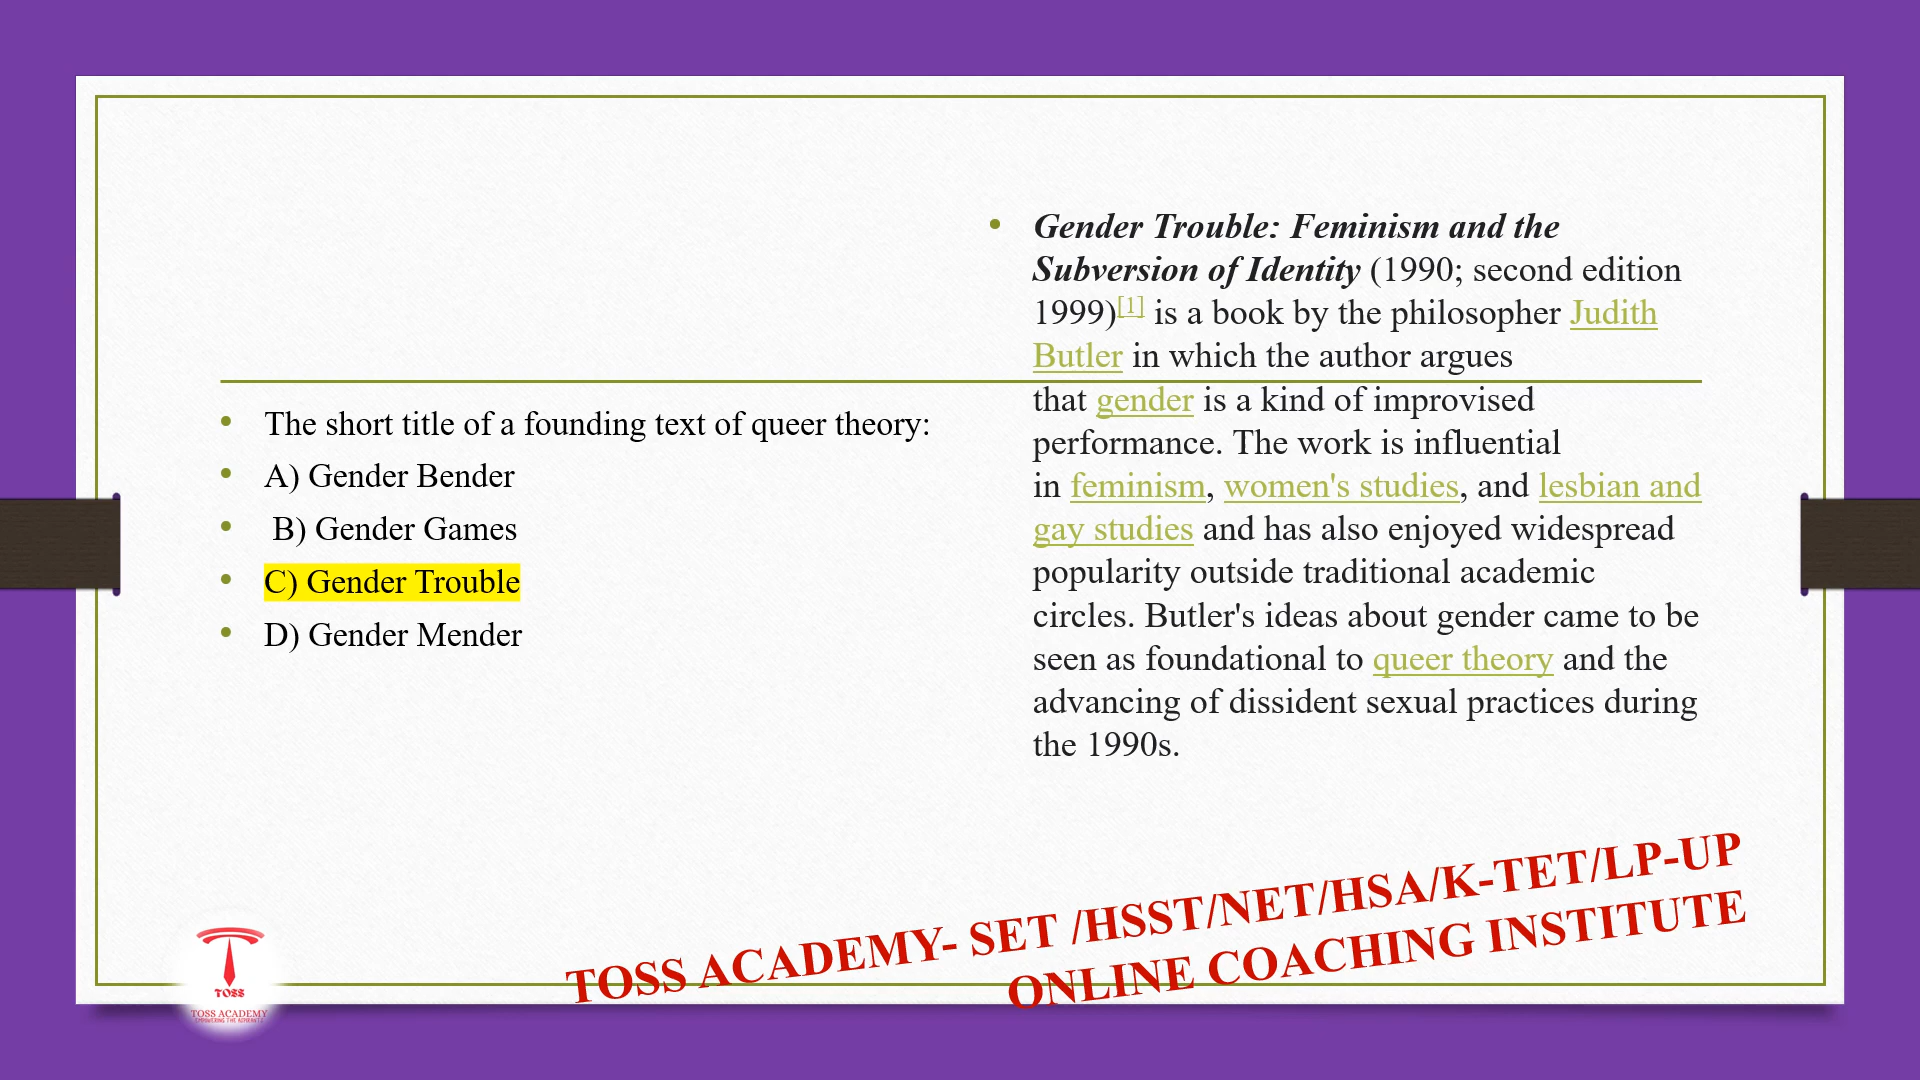 The short title of a founding text of queer theory:
A) Gender Bender
B) Gender Games
C) Gender Trouble
D) Gender Mender
Gender Trouble: Feminism and the
Subversion of Identity (1990; second edition
1999)[1] is a book by the philosopher Judith
Butler in which the author argues
that gender is a kind of improvised
performance. The work is influential
in feminism, women's studies, and lesbian and
gay studies and has also enjoyed widespread
popularity outside traditional academic
circles. Butler's ideas about gender came to be
seen as foundational to queer theory and the
advancing of dissident sexual practices during
the 1990s.
TOSS ACADEMY- SET /HSST/NET/HSA/K-TET/LP-UP
ONLINE COACHING INSTITUTE
TOSS
TOSS ACADEMY
EMPOWERING THE ASPIRANTS